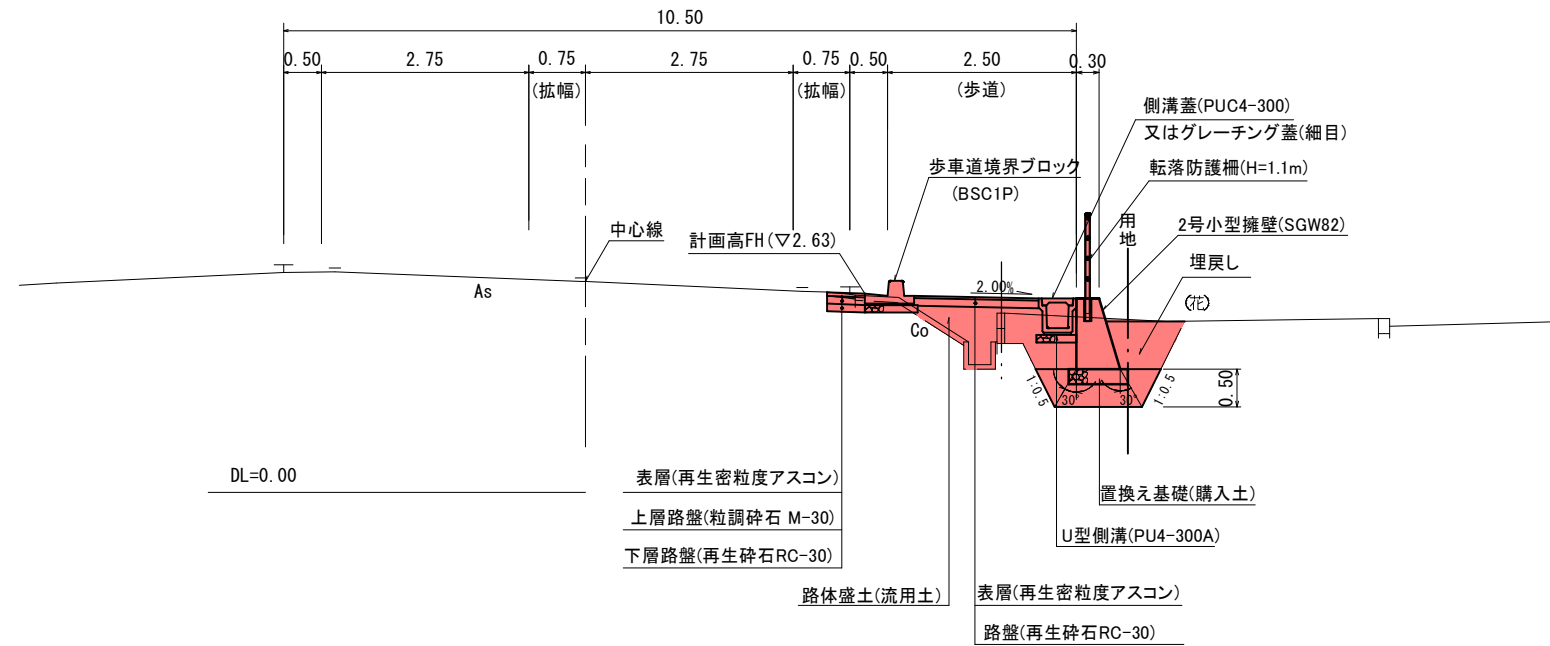 10.50
0.50
2.75
0.75
2.75
0.75
0.50
2.50
0.30
(拡幅)
(拡幅)
(歩道)
側溝蓋(PUC4-300)
又はグレーチング蓋(細目)
歩車道境界ブロック
(BSC1P)
転落防護柵(H=1.1m)
用地
2号小型擁壁(SGW82)
中心線
計画高FH(▽2.63)
埋戻し
As
2.00%
(花)
Co
1:0.5
30°
30°
1:0.5
0.50
DL=0.00
表層(再生密粒度アスコン)
置換え基礎(購入土)
上層路盤(粒調砕石 M-30)
U型側溝(PU4-300A)
下層路盤(再生砕石RC-30)
路体盛土(流用土)
表層(再生密粒度アスコン)
路盤(再生砕石RC-30)